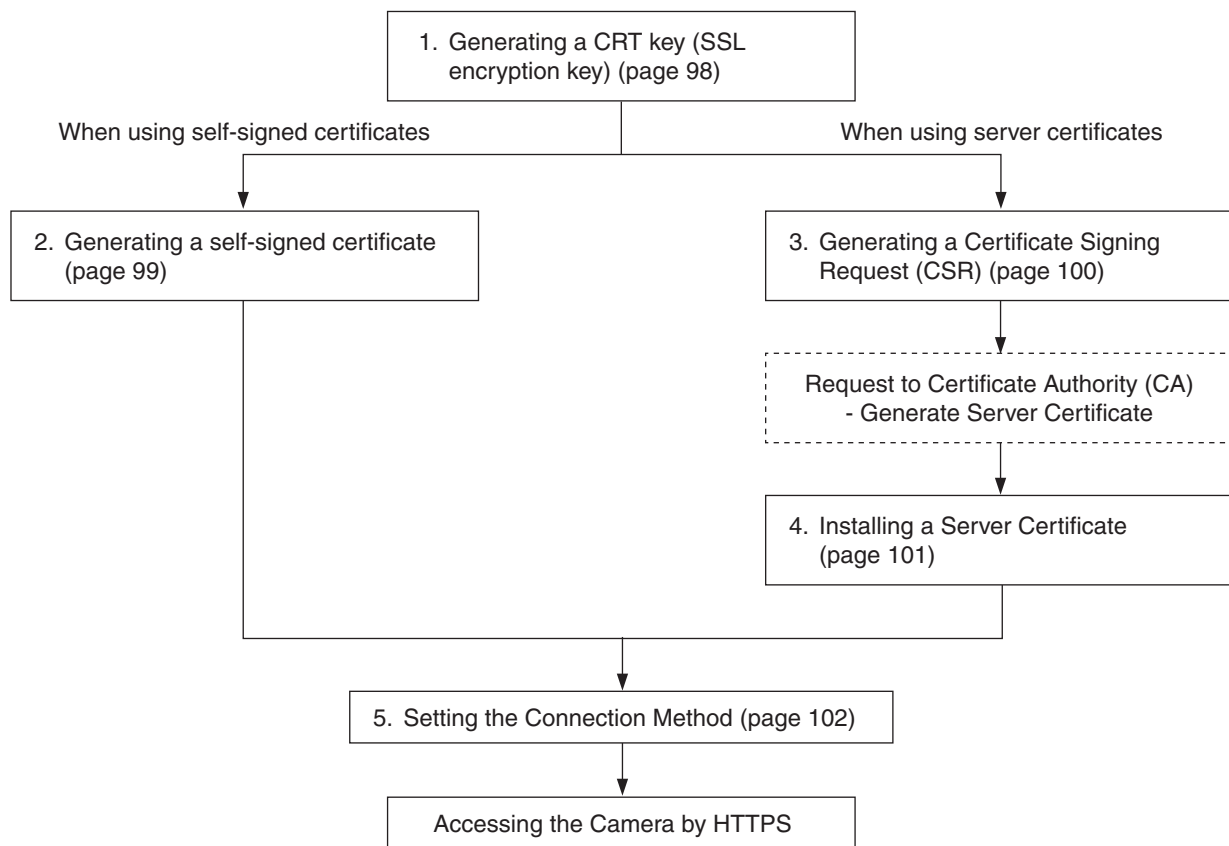 1. Generating a CRT key (SSL
encryption key) (page 98)
When using self-signed certificates
When using server certificates
2. Generating a self-signed certificate
(page 99)
3. Generating a Certificate Signing
Request (CSR) (page 100)
Request to Certificate Authority (CA)
- Generate Server Certificate
4. Installing a Server Certificate
(page 101)
5. Setting the Connection Method (page 102)
Accessing the Camera by HTTPS